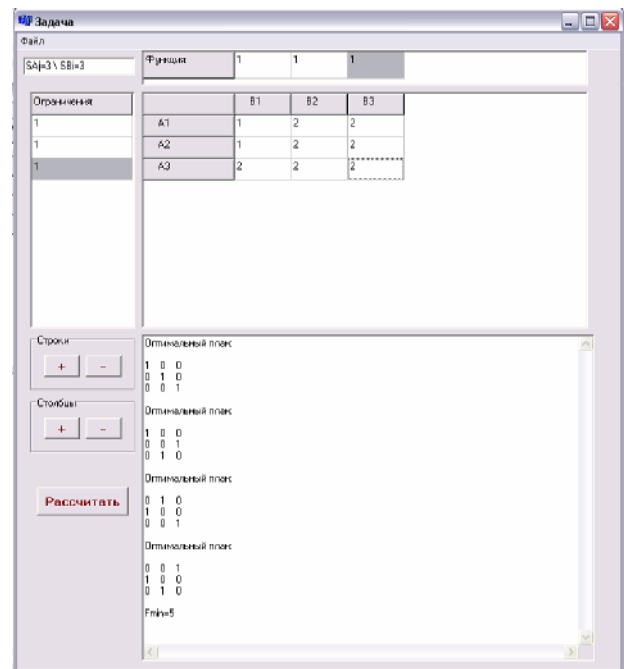 Задача
Файл
SAj=3 \ SBi=3
Функция 1 1 1
Ограничения
1
1
1
B1 B2 B3
A1 1 2 2
A2 1 2 2
A3 2 2 2
Строки
+ -
Столбцы
+ -
Рассчитать
Оптимальный план:
1 0 0
0 1 0
0 0 1
Оптимальный план:
1 0 0
0 0 1
0 1 0
Оптимальный план:
0 1 0
1 0 0
0 0 1
Оптимальный план:
0 0 1
1 0 0
0 1 0
Fmin=5